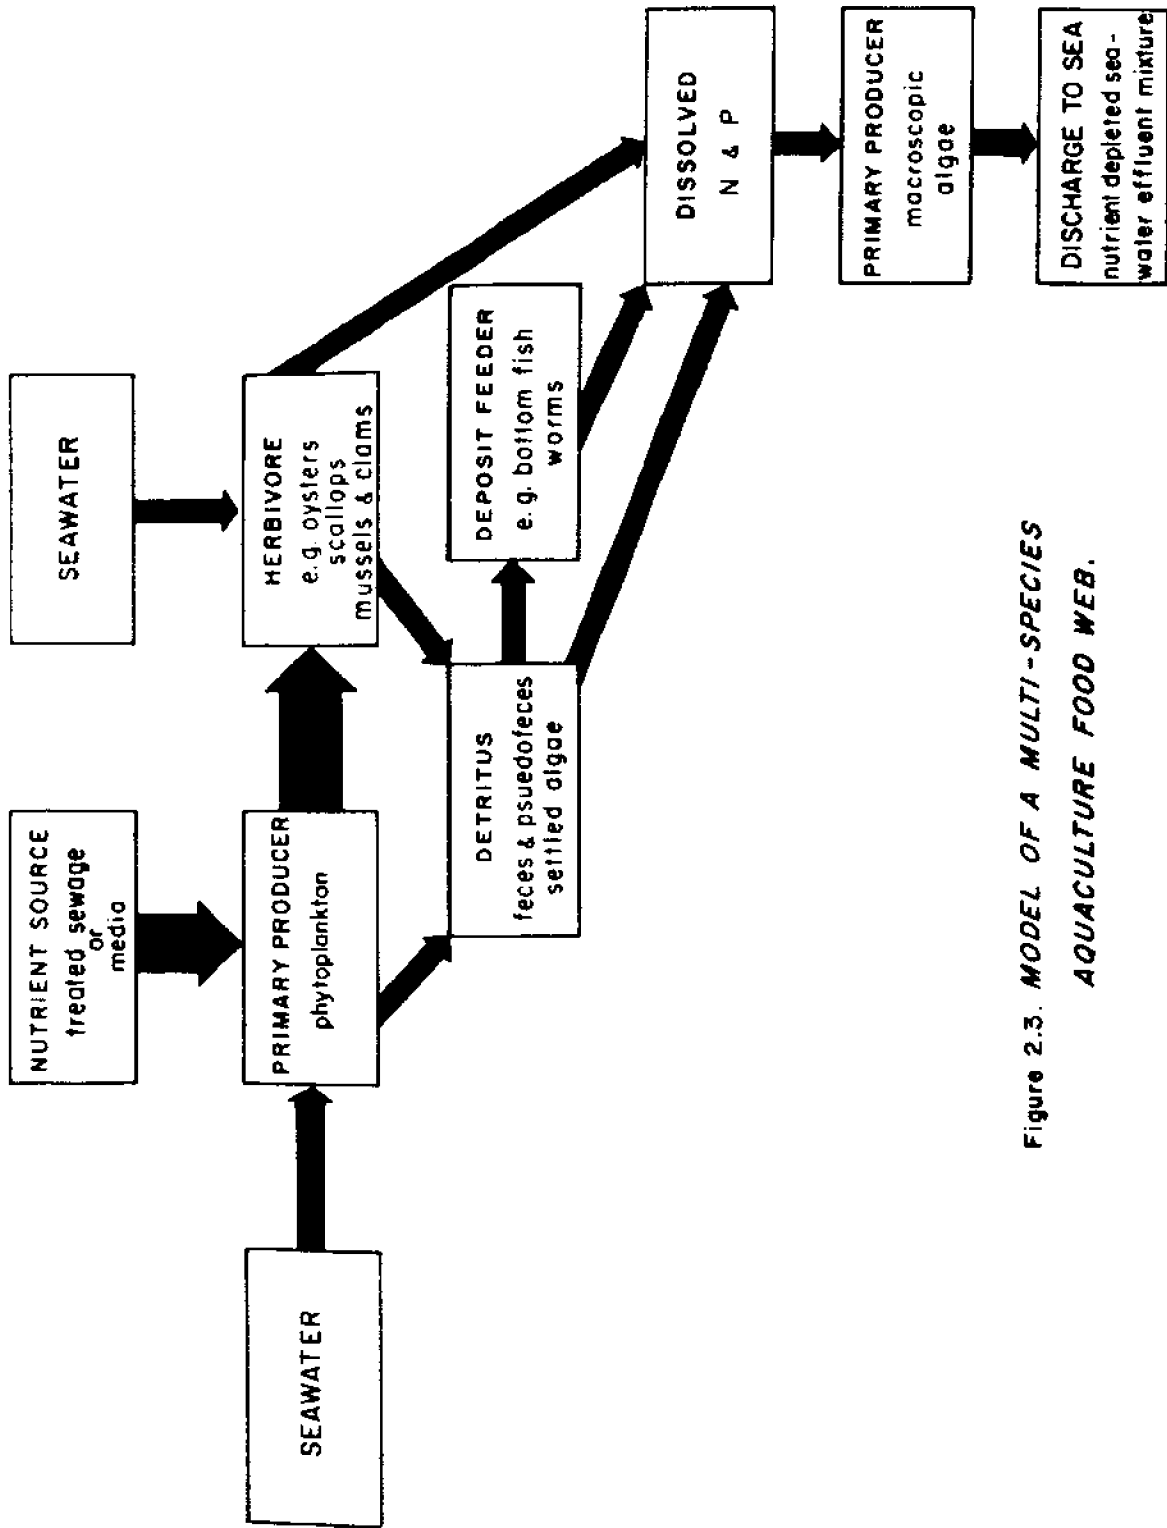 NUTRIENT SOURCE
treated sewage
or
media
SEAWATER
SEAWATER
PRIMARY PRODUCER
phytoplankton
HERBIVORE
e.g. oysters
scallops
mussels & clams
DETRITUS
feces & psuedofeces
settled algae
DEPOSIT FEEDER
e.g. bottom fish
worms
DISSOLVED
N & P
PRIMARY PRODUCER
macroscopic
algae
DISCHARGE TO SEA
nutrient depleted sea-
water effluent mixture
Figure 2.3. MODEL OF A MULTI-SPECIES
AQUACULTURE FOOD WEB.